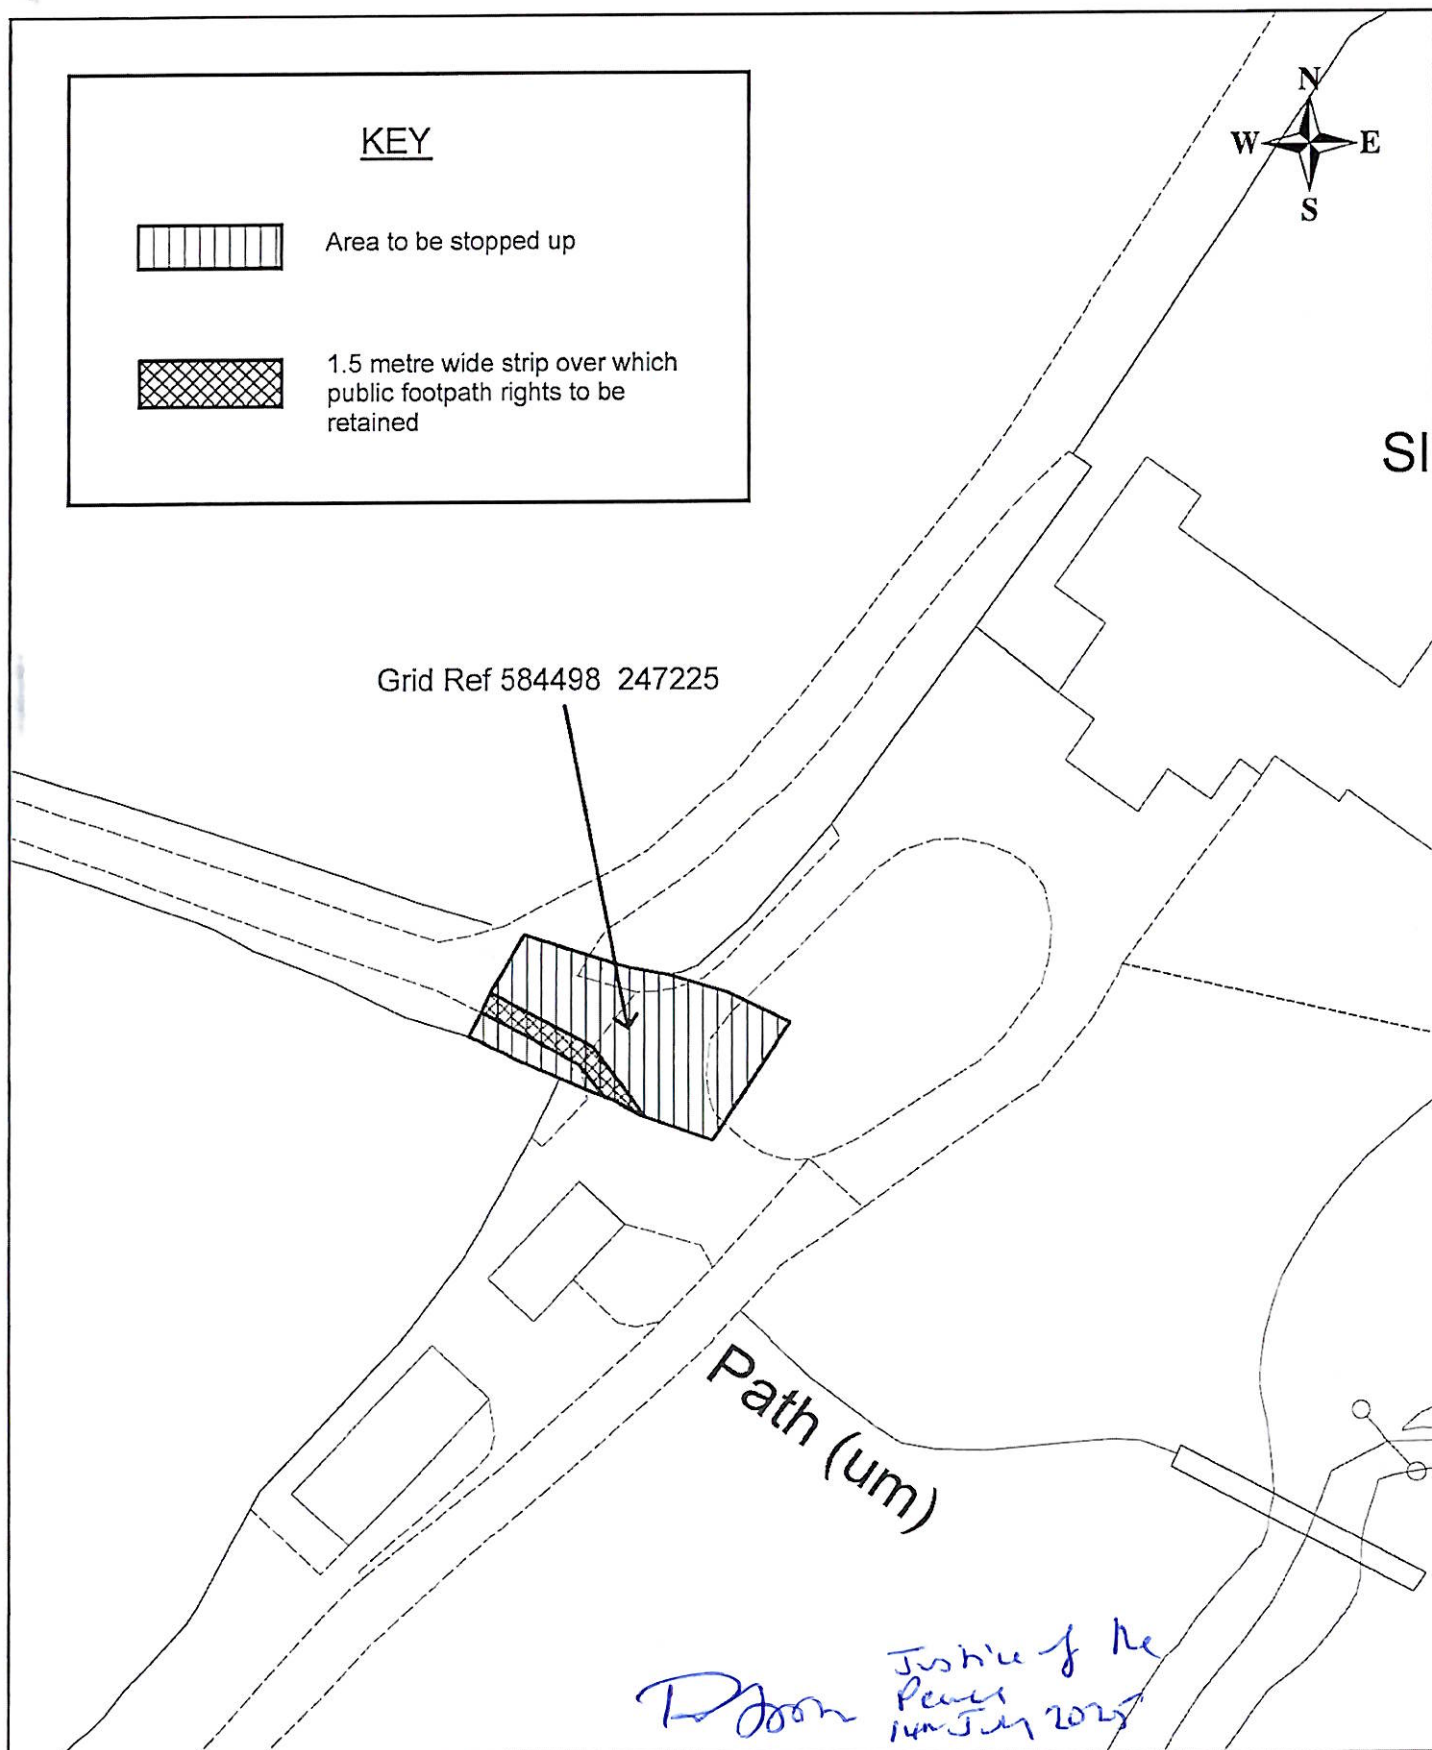 KEY
N
W E
S
Area to be stopped up
1.5 metre wide strip over which
public footpath rights to be
retained
Sl
Grid Ref 584498 247225
Path (um)
Justice of the
Peace
14th July 2025